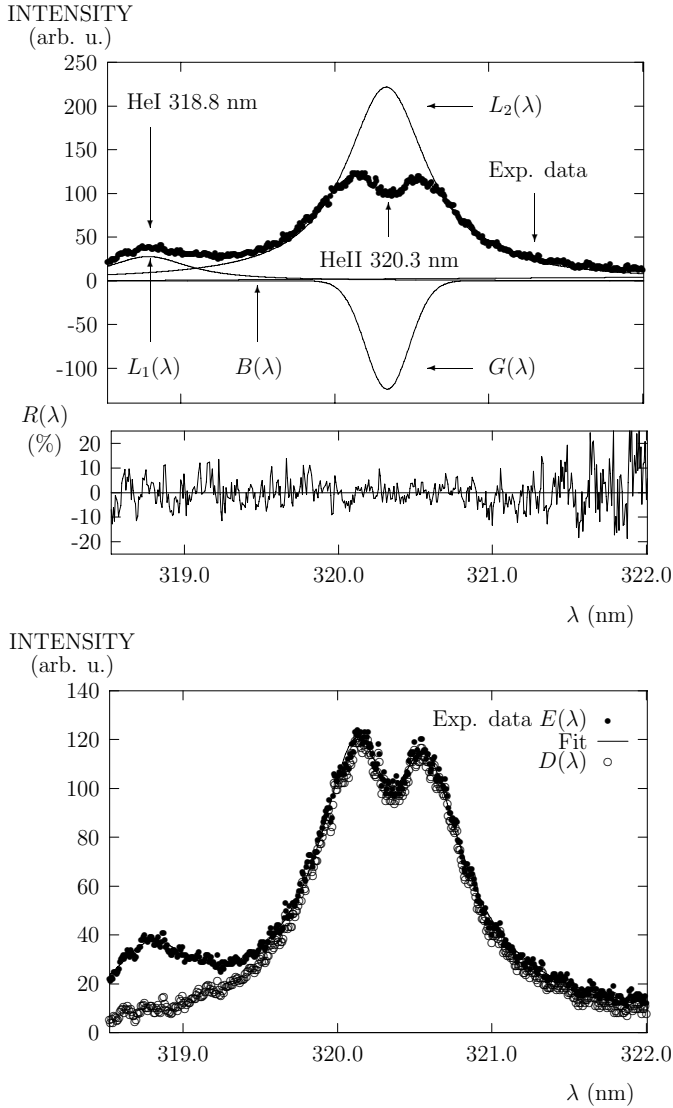 INTENSITY
(arb. u.)
250
200
150
100
50
0
-50
-100
HeI 318.8 nm
L₂(λ)
Exp. data
HeII 320.3 nm
L₁(λ)
B(λ)
G(λ)
R(λ)
(%)
20
10
0
-10
-20
319.0 320.0 321.0 322.0
λ (nm)
INTENSITY
(arb. u.)
140
120
100
80
60
40
20
0
Exp. data E(λ)
Fit
D(λ)
319.0 320.0 321.0 322.0
λ (nm)